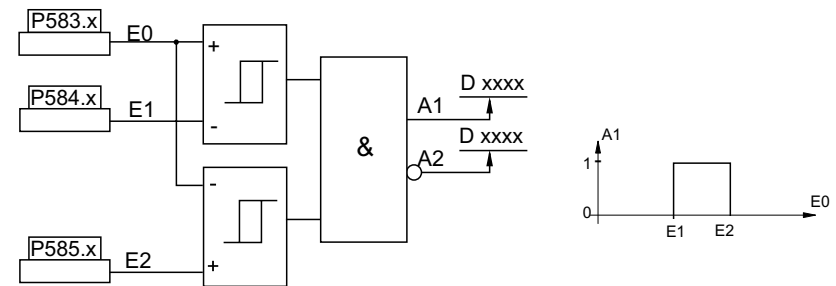 P583.x
E0
+
P584.x
E1
-
D xxxx
A1
D xxxx
&
A2
-
P585.x
E2
+
A1
1
0
E0
E1
E2